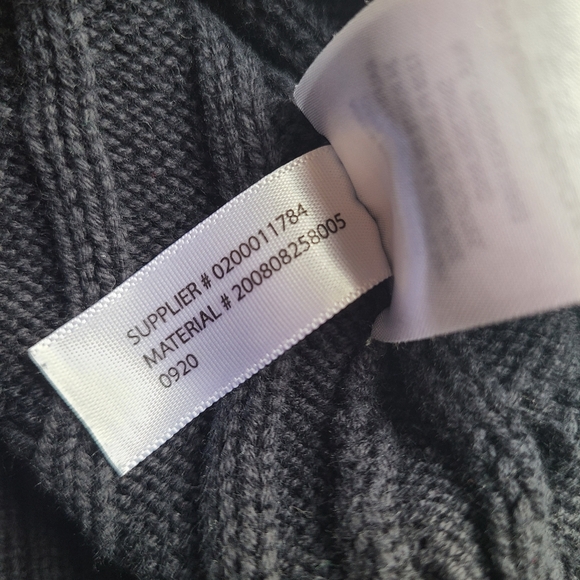 SUPPLIER # 0200011784
MATERIAL # 200808258005
0920